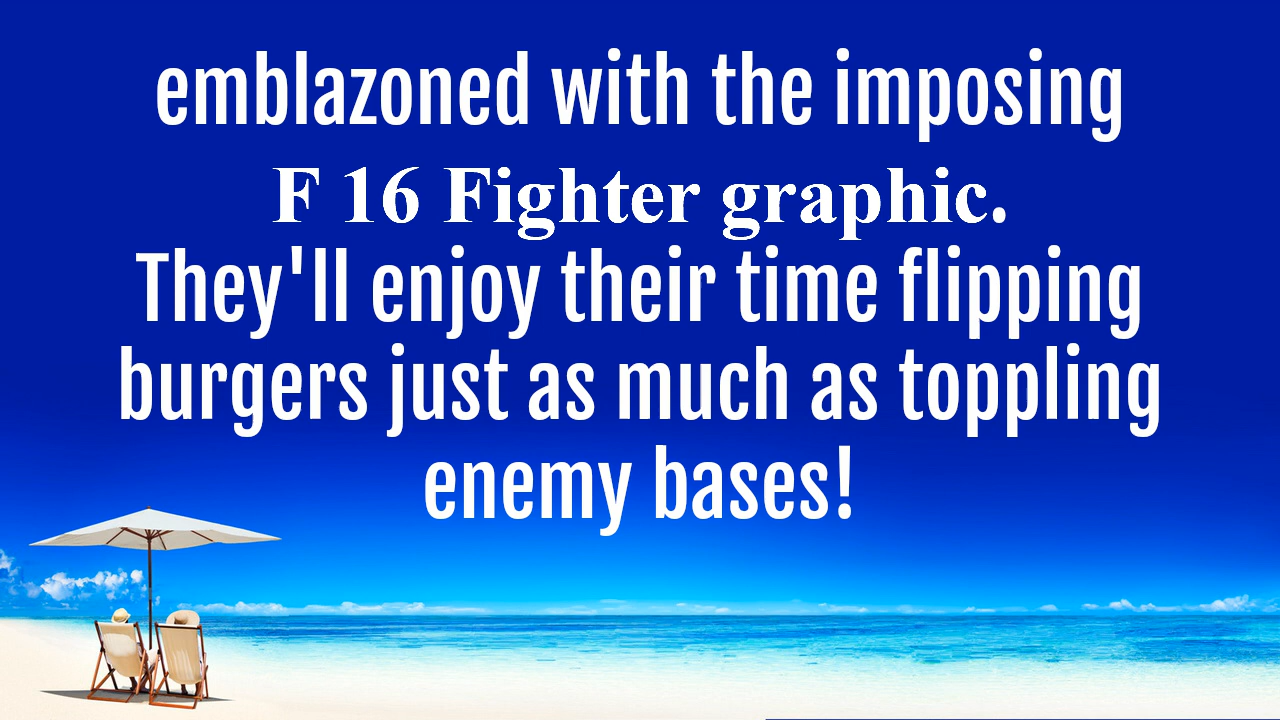 emblazoned with the imposing
F 16 Fighter graphic.
They'll enjoy their time flipping
burgers just as much as toppling
enemy bases!